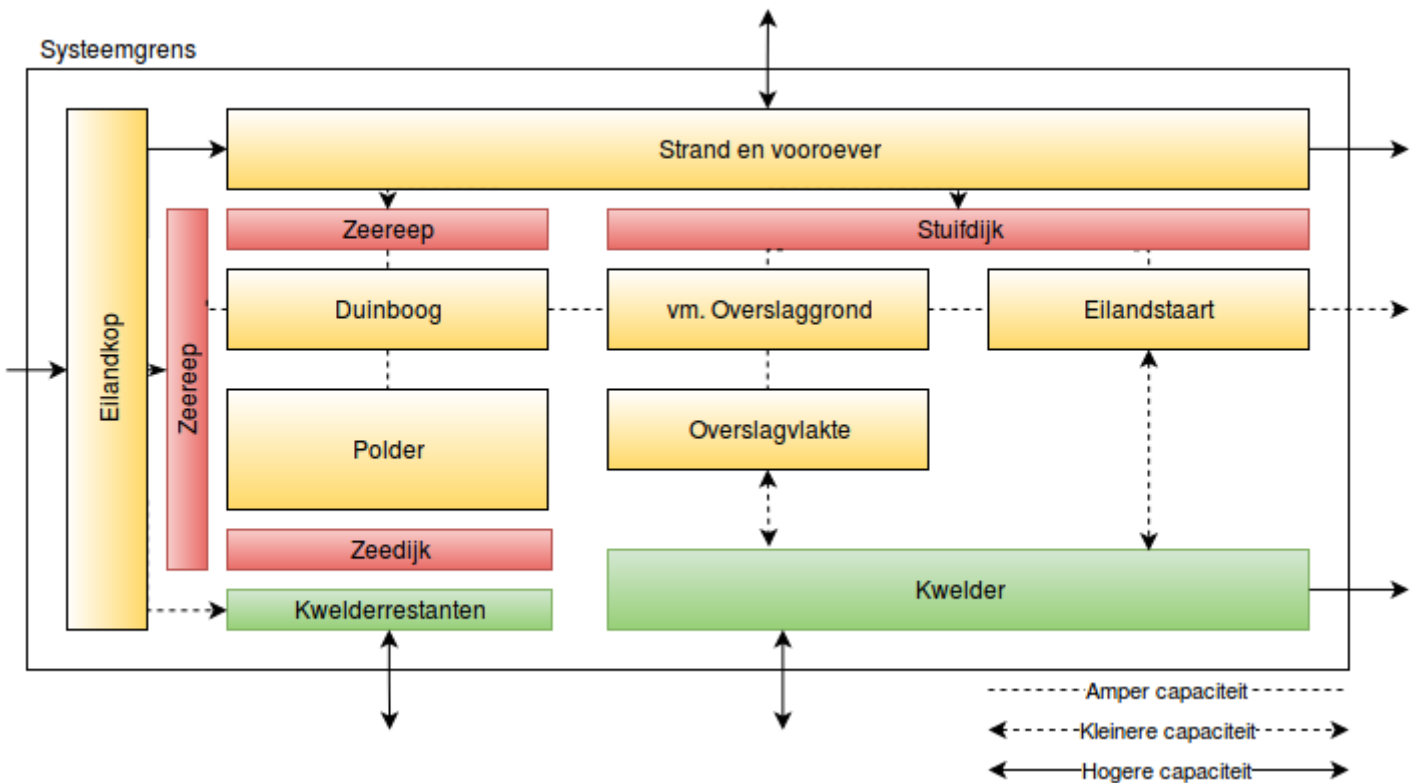 Systeemgrens
Strand en vooroever
Eilandkop
Zeereep
Zeereep
Stuifdijk
Duinboog
vm. Overslaggrond
Eilandstaart
Polder
Overslagvlakte
Zeedijk
Kwelderrestanten
Kwelder
Amper capaciteit
Kleinere capaciteit
Hogere capaciteit